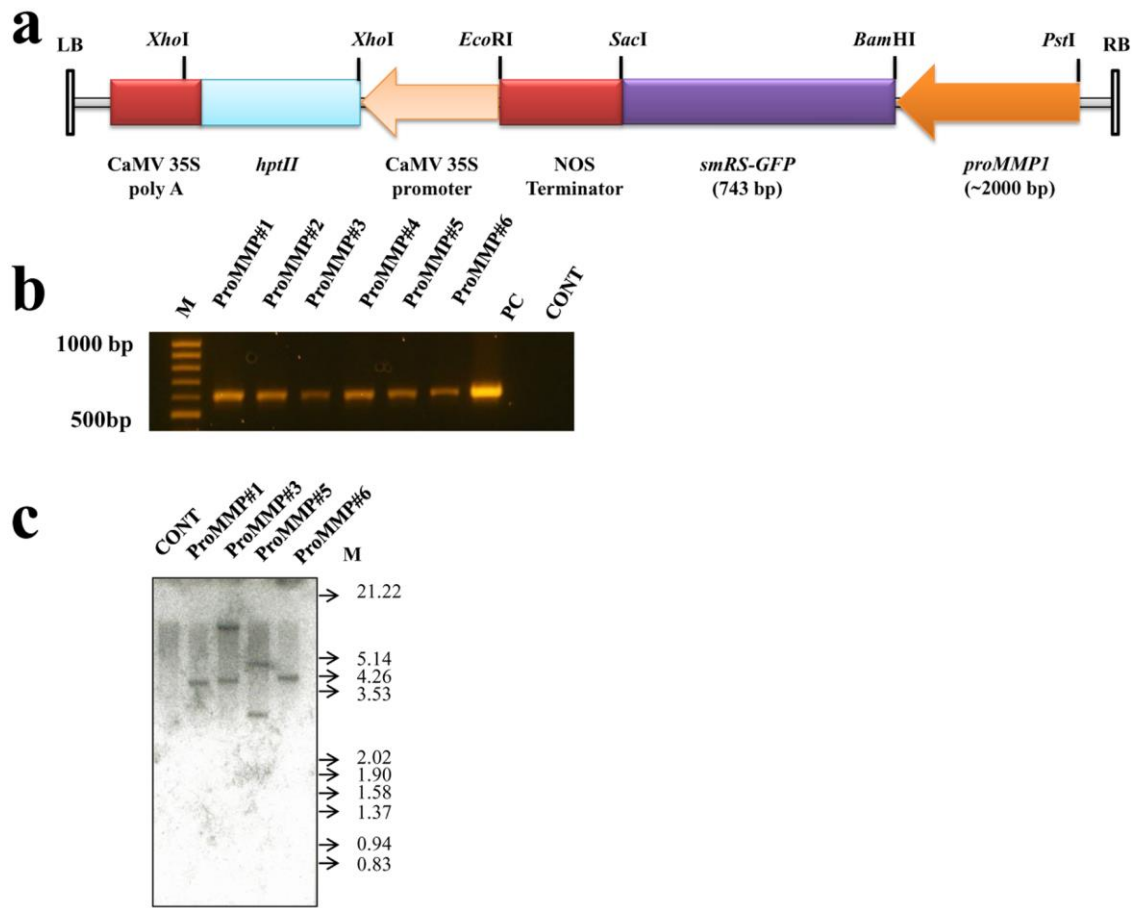 a
LB
XhoI
XhoI
EcoRI
SacI
BamHI
PstI
RB
CaMV 35S
poly A
hptII
CaMV 35S
promoter
NOS
Terminator
smRS-GFP
(743 bp)
proMMP1
(~2000 bp)
b
M
ProMMP#1
ProMMP#2
ProMMP#3
ProMMP#4
ProMMP#5
ProMMP#6
PC
CONT
1000 bp
500bp
c
CONT
ProMMP#1
ProMMP#3
ProMMP#5
ProMMP#6
M
21.22
5.14
4.26
3.53
2.02
1.90
1.58
1.37
0.94
0.83